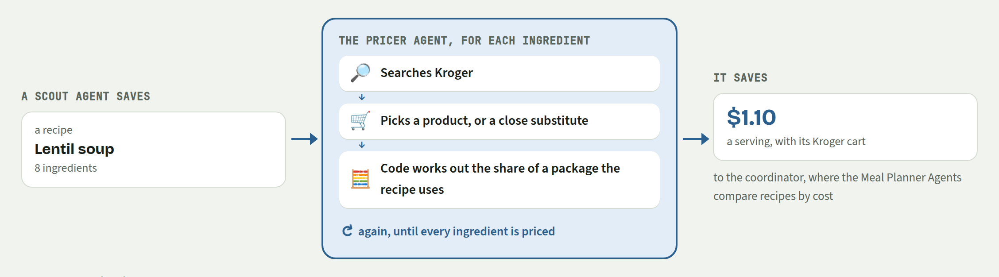 A SCOUT AGENT SAVES
a recipe
Lentil soup
8 ingredients
THE PRICER AGENT, FOR EACH INGREDIENT
Searches Kroger
Picks a product, or a close substitute
Code works out the share of a package the
recipe uses
again, until every ingredient is priced
IT SAVES
$1.10
a serving, with its Kroger cart
to the coordinator, where the Meal Planner Agents
compare recipes by cost